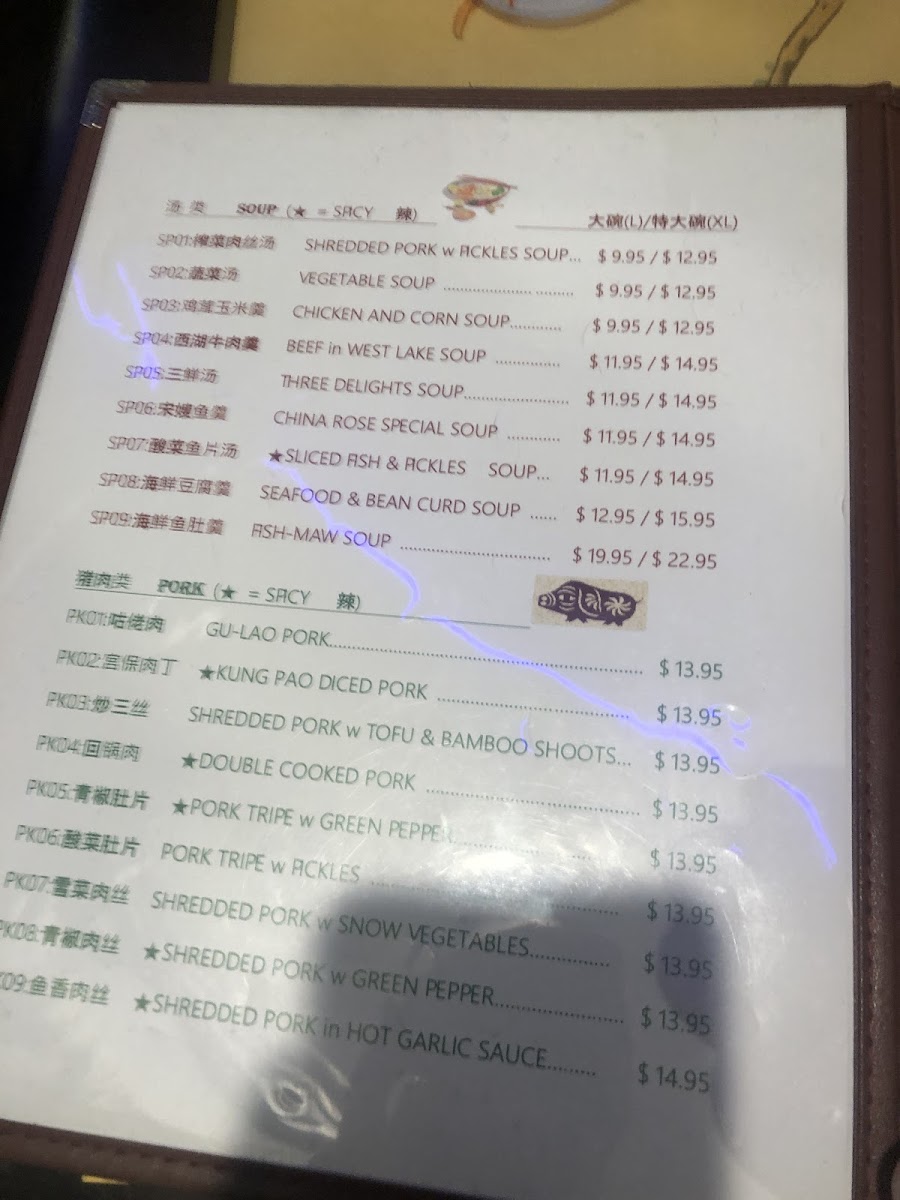 汤 类 SOUP (★ = SPICY 辣) 大碗(L)/特大碗(XL)
SP01:榨菜肉丝汤 SHREDDED PORK w PICKLES SOUP... $ 9.95 / $ 12.95
SP02:蔬菜汤 VEGETABLE SOUP ........................ ......... $ 9.95 / $ 12.95
SP03:鸡茸玉米羹 CHICKEN AND CORN SOUP............ $ 9.95 / $ 12.95
SP04:西湖牛肉羹 BEEF in WEST LAKE SOUP ............... $ 11.95 / $ 14.95
SP05:三鲜汤 THREE DELIGHTS SOUP........................ $ 11.95 / $ 14.95
SP06:宋嫂鱼羹 CHINA ROSE SPECIAL SOUP ............ $ 11.95 / $ 14.95
SP07:酸菜鱼片汤 ★SLICED FISH & PICKLES SOUP... $ 11.95 / $ 14.95
SP08:海鲜豆腐羹 SEAFOOD & BEAN CURD SOUP ...... $ 12.95 / $ 15.95
SP09:海鲜鱼肚羹 FISH-MAW SOUP .................................. $ 19.95 / $ 22.95
猪肉类 PORK (★ = SPICY 辣)
PK01:咕佬肉 GU-LAO PORK.................................................................... $ 13.95
PK02:宫保肉丁 ★KUNG PAO DICED PORK .......................................... $ 13.95
PK03:炒三丝 SHREDDED PORK w TOFU & BAMBOO SHOOTS... $ 13.95
PK04:回锅肉 ★DOUBLE COOKED PORK .............................................. $ 13.95
PK05:青椒肚片 ★PORK TRIPE w GREEN PEPPER.............................. $ 13.95
PK06:酸菜肚片 PORK TRIPE w PICKLES ...................................................... $ 13.95
PK07:雪菜肉丝 SHREDDED PORK w SNOW VEGETABLES................. $ 13.95
PK08:青椒肉丝 ★SHREDDED PORK w GREEN PEPPER........................... $ 13.95
K09:鱼香肉丝 ★SHREDDED PORK in HOT GARLIC SAUCE......... $ 14.95